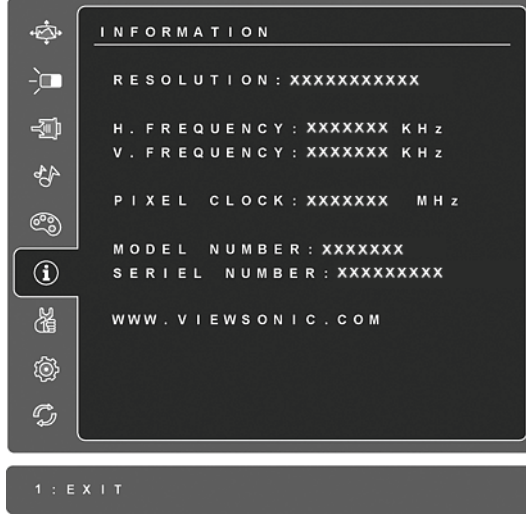 INFORMATION
RESOLUTION: XXXXXXXXXXX
H. FREQUENCY: XXXXXXX KHz
V. FREQUENCY: XXXXXXX KHz
PIXEL CLOCK: XXXXXXX MHz
MODEL NUMBER: XXXXXXX
SERIEL NUMBER: XXXXXXXXX
WWW.VIEWSONIC.COM
1: EXIT